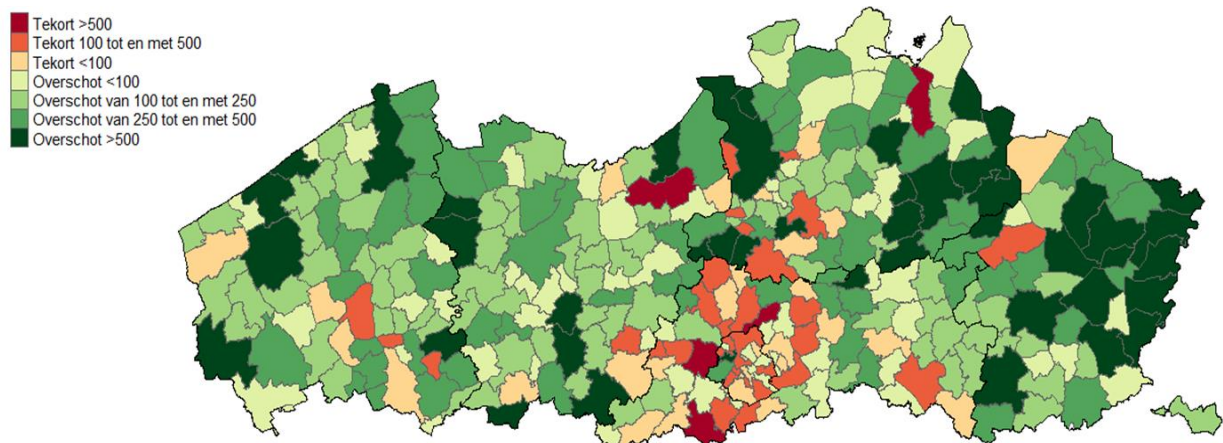 Tekort >500
Tekort 100 tot en met 500
Tekort <100
Overschot <100
Overschot van 100 tot en met 250
Overschot van 250 tot en met 500
Overschot >500